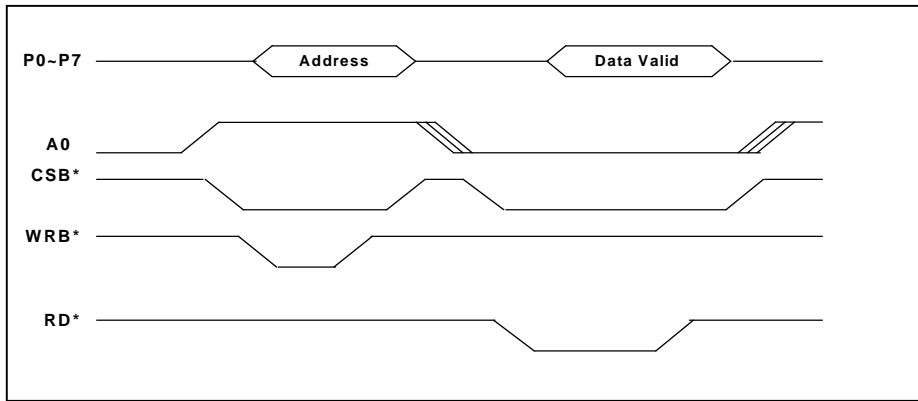 P0~P7
Address
Data Valid
A0
CSB*
WRB*
RD*